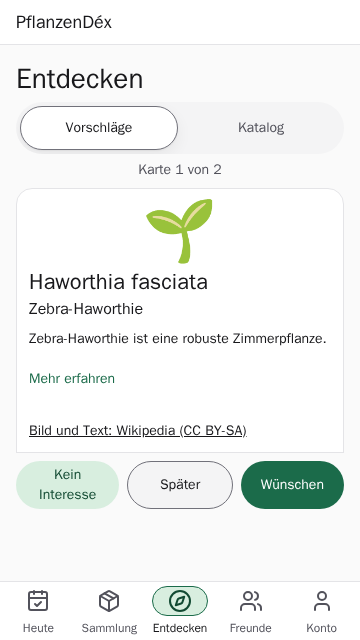 PflanzenDéx
Entdecken
Vorschläge
Katalog
Karte 1 von 2
Haworthia fasciata
Zebra-Haworthie
Zebra-Haworthie ist eine robuste Zimmerpflanze.
Mehr erfahren
Bild und Text: Wikipedia (CC BY-SA)
Kein
Interesse
Später
Wünschen
Heute
Sammlung
Entdecken
Freunde
Konto